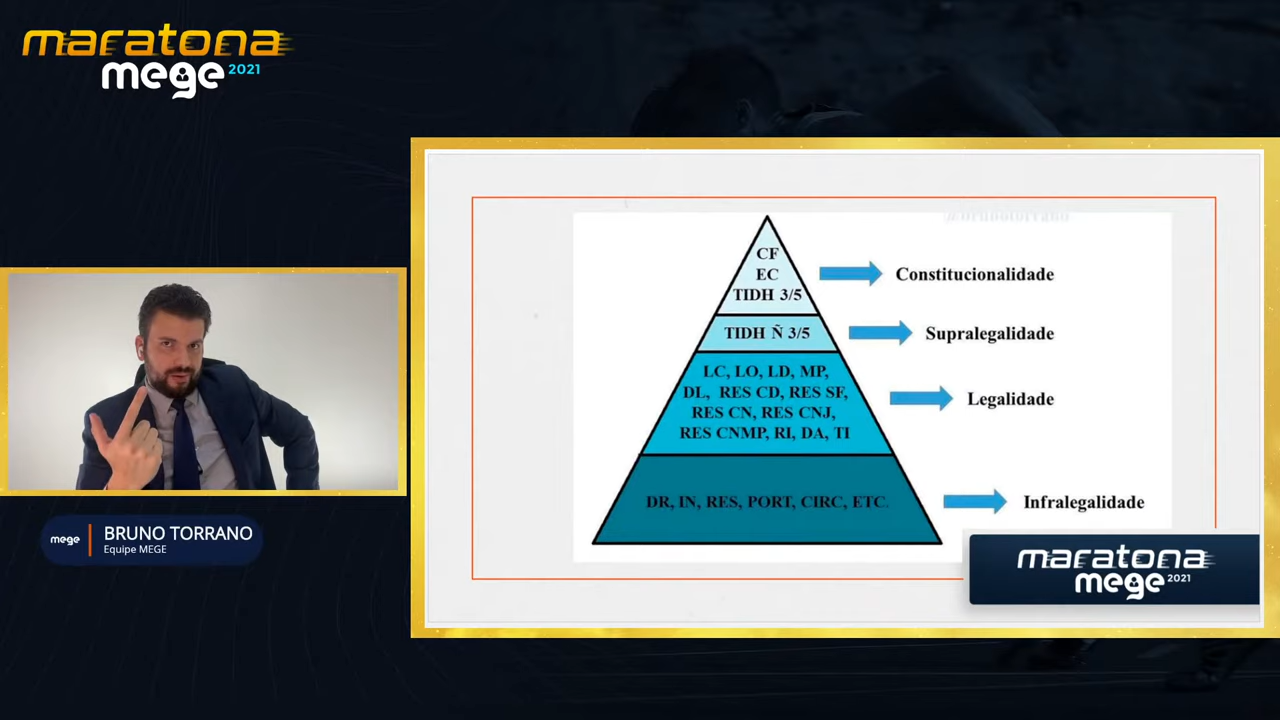 maratona
mege 2021
CF
EC
TIDH 3/5
Constitucionalidade
TIDH Ñ 3/5
Supralegalidade
LC, LO, LD, MP,
DL, RES CD, RES SF,
RES CN, RES CNJ,
RES CNMP, RI, DA, TI
Legalidade
DR, IN, RES, PORT, CIRC, ETC.
Infralegalidade
mege
BRUNO TORRANO
Equipe MEGE
maratona
mege 2021